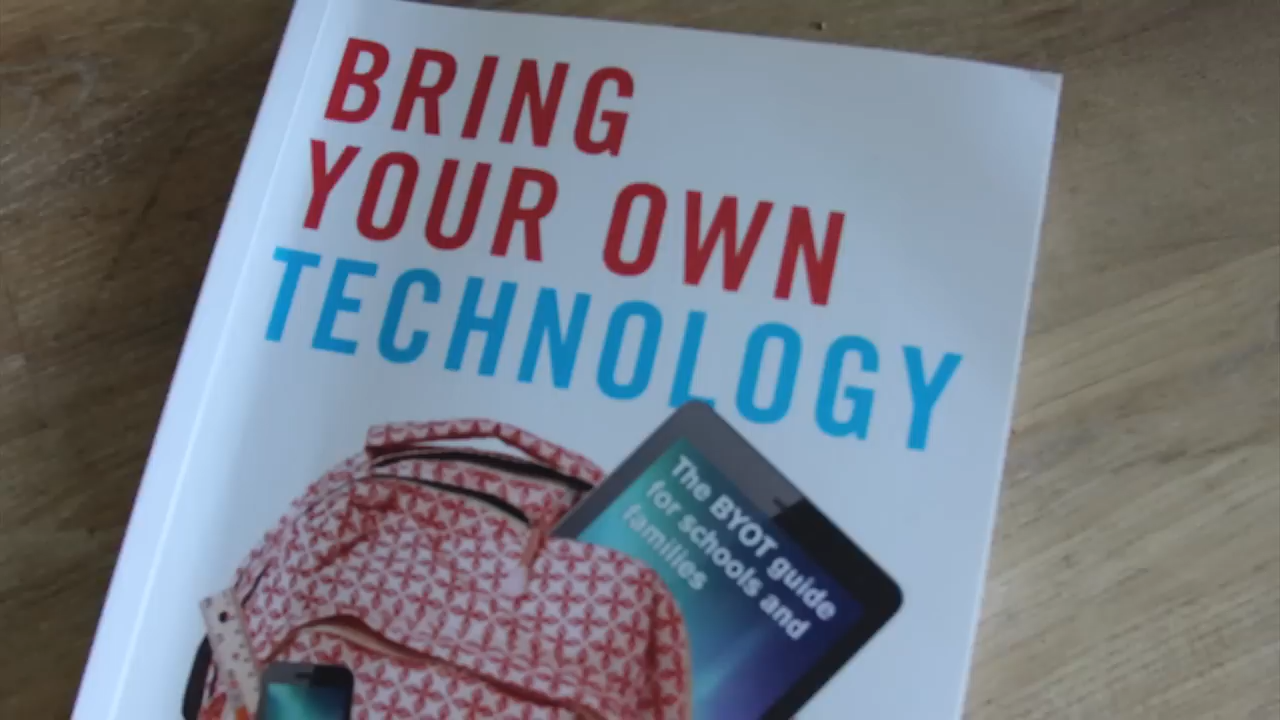 BRING
YOUR OWN
TECHNOLOGY
The BYOT guide
for schools and
families